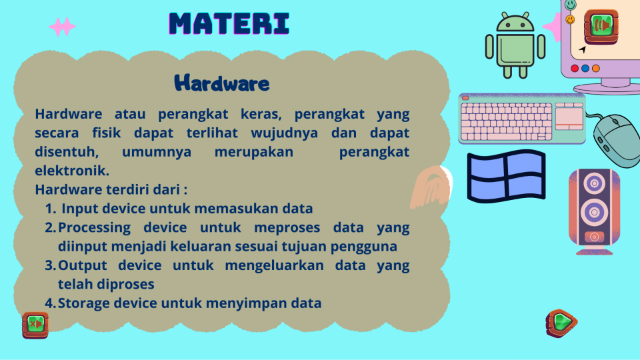 MATERI
Hardware
Hardware atau perangkat keras, perangkat yang
secara fisik dapat terlihat wujudnya dan dapat
disentuh, umumnya merupakan perangkat
elektronik.
Hardware terdiri dari :
1. Input device untuk memasukan data
2. Processing device untuk meproses data yang
diinput menjadi keluaran sesuai tujuan pengguna
3. Output device untuk mengeluarkan data yang
telah diproses
4. Storage device untuk menyimpan data